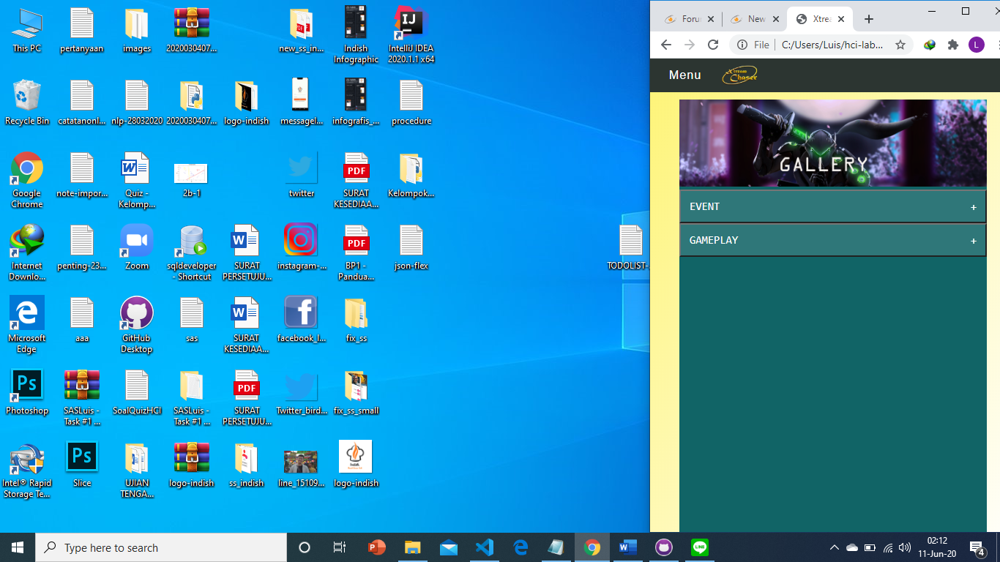 This PC
pertanyaan
images
2020030407...
new_ss_in...
Indish
Infographic
IntelliJ IDEA
2020.1.1 x64
Recycle Bin
catatanonl...
nlp-28032020
2020030407...
logo-indish
messagel...
infografis_...
procedure
Google
Chrome
note-impor...
Quiz -
Kelomp...
2b-1
twitter
SURAT
KESEDIAA...
Kelompok...
Internet
Downlo...
penting-23...
Zoom
sqldeveloper
- Shortcut
SURAT
PERSETUJU...
instagram-...
BP1 -
Pandua...
json-flex
TODOLIST-
Microsoft
Edge
aaa
GitHub
Desktop
sas
SURAT
KESEDIAA...
facebook_l...
fix_ss
Photoshop
SASLuis -
Task #1 ...
SoalQuizHCI
SASLuis -
Task #1 ...
SURAT
PERSETUJU...
Twitter_bird...
fix_ss_small
Intel® Rapid
Storage Te...
Slice
UJIAN
TENGA...
logo-indish
ss_indish
line_15109...
logo-indish
Foru
New
Xtrea
File
C:/Users/Luis/hci-lab...
L
Menu
Xtream
Chaser
GALLERY
EVENT +
GAMEPLAY +
Type here to search
02:12
11-Jun-20
4